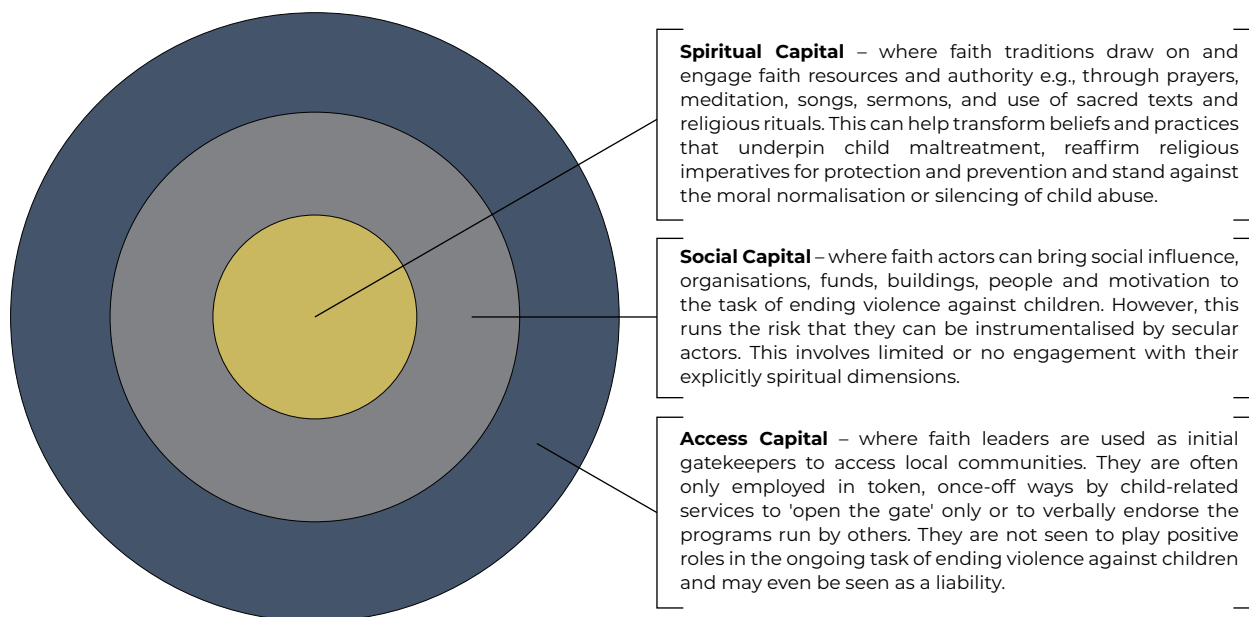 Spiritual Capital – where faith traditions draw on and
engage faith resources and authority e.g., through prayers,
meditation, songs, sermons, and use of sacred texts and
religious rituals. This can help transform beliefs and practices
that underpin child maltreatment, reaffirm religious
imperatives for protection and prevention and stand against
the moral normalisation or silencing of child abuse.
Social Capital – where faith actors can bring social influence,
organisations, funds, buildings, people and motivation to
the task of ending violence against children. However, this
runs the risk that they can be instrumentalised by secular
actors. This involves limited or no engagement with their
explicitly spiritual dimensions.
Access Capital – where faith leaders are used as initial
gatekeepers to access local communities. They are often
only employed in token, once-off ways by child-related
services to 'open the gate' only or to verbally endorse the
programs run by others. They are not seen to play positive
roles in the ongoing task of ending violence against children
and may even be seen as a liability.